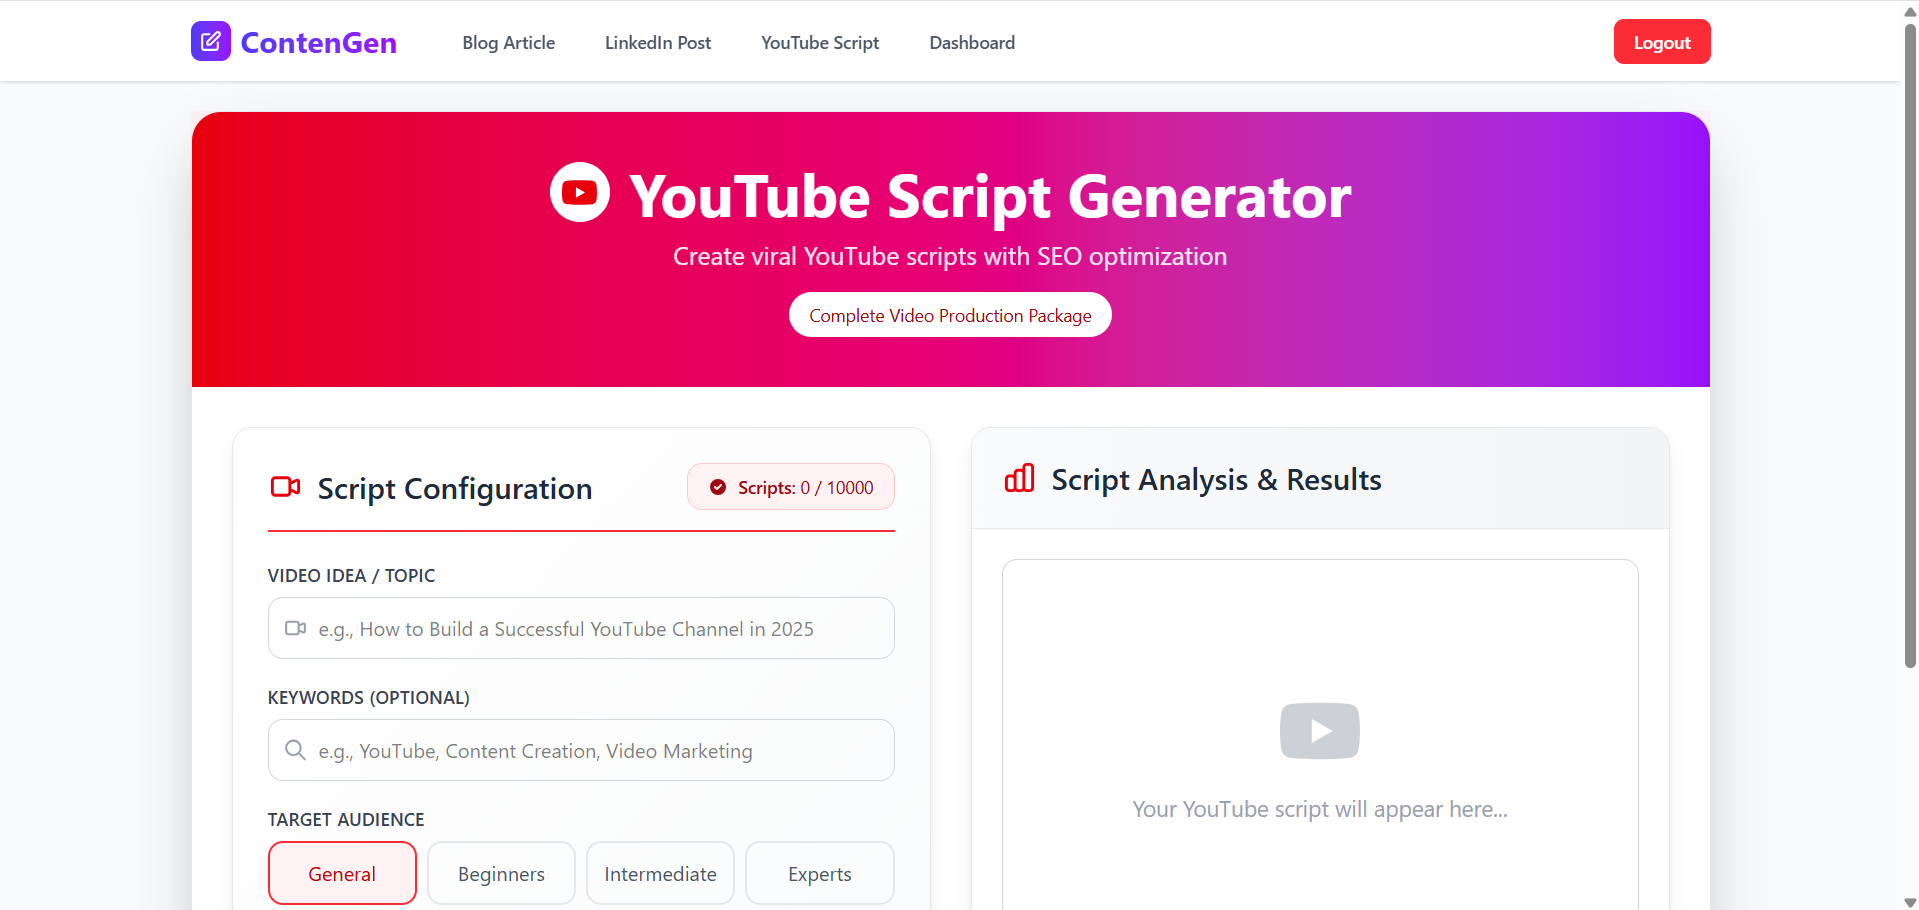 ContenGen
Blog Article
LinkedIn Post
YouTube Script
Dashboard
Logout
YouTube Script Generator
Create viral YouTube scripts with SEO optimization
Complete Video Production Package
Script Configuration
Scripts: 0 / 10000
VIDEO IDEA / TOPIC
e.g., How to Build a Successful YouTube Channel in 2025
KEYWORDS (OPTIONAL)
e.g., YouTube, Content Creation, Video Marketing
TARGET AUDIENCE
General
Beginners
Intermediate
Experts
Script Analysis & Results
Your YouTube script will appear here...